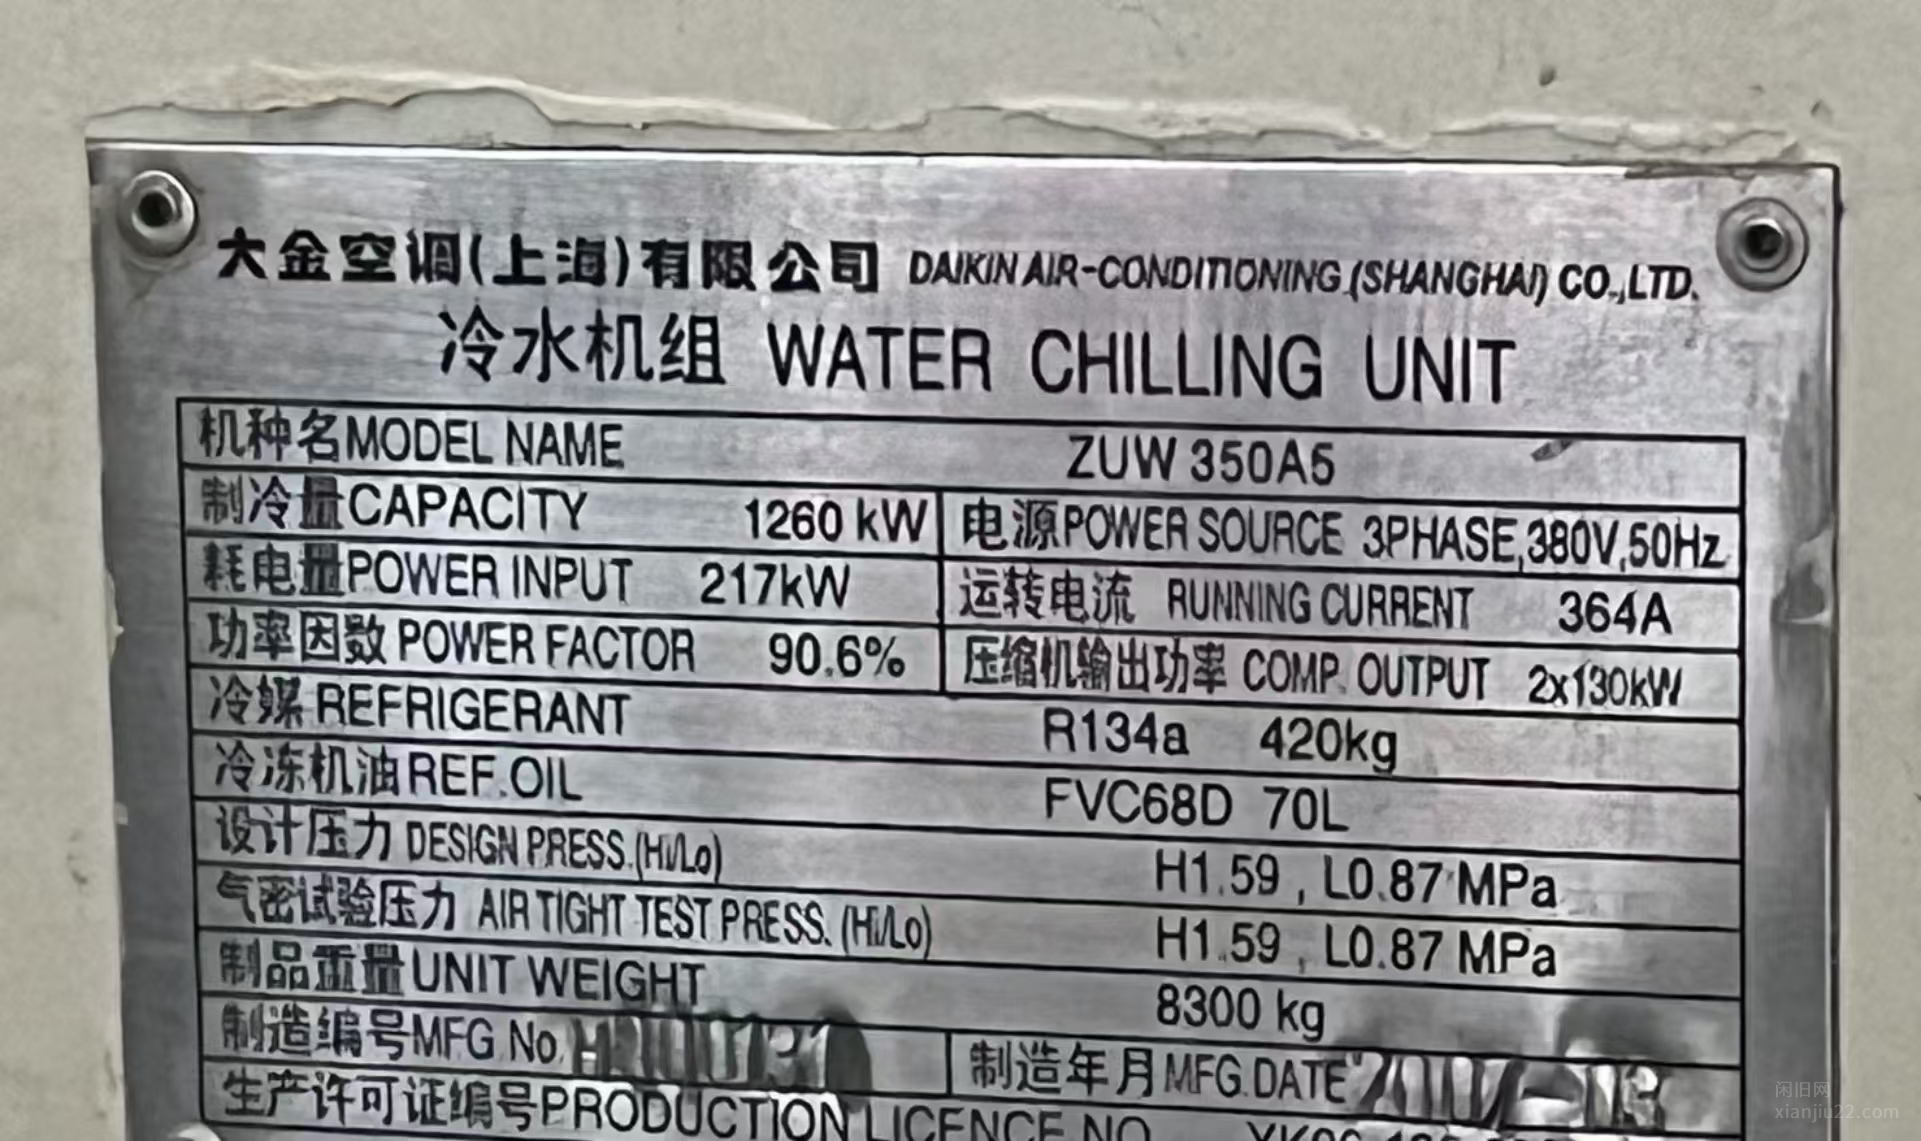 大金空调(上海)有限公司 DAIKIN AIR-CONDITIONING (SHANGHAI) CO.,LTD.
冷水机组 WATER CHILLING UNIT
机种名MODEL NAME ZUW 350A5
制冷量CAPACITY 1260 kW 电源POWER SOURCE 3PHASE,380V,50Hz
耗电量POWER INPUT 217kW 运转电流 RUNNING CURRENT 364A
功率因数 POWER FACTOR 90.6% 压缩机输出功率 COMP. OUTPUT 2x130kW
冷媒 REFRIGERANT R134a 420kg
冷冻机油REF.OIL FVC68D 70L
设计压力 DESIGN PRESS.(Hi/Lo) H1.59 , L0.87 MPa
气密试验压力 AIR TIGHT TEST PRESS. (Hi/Lo) H1.59 , L0.87 MPa
制品重量UNIT WEIGHT 8300 kg
制造编号MFG No. 制造年月MFG.DATE
生产许可证编号PRODUCTION LICENCE NO.
闲旧网
xianjiu22.com